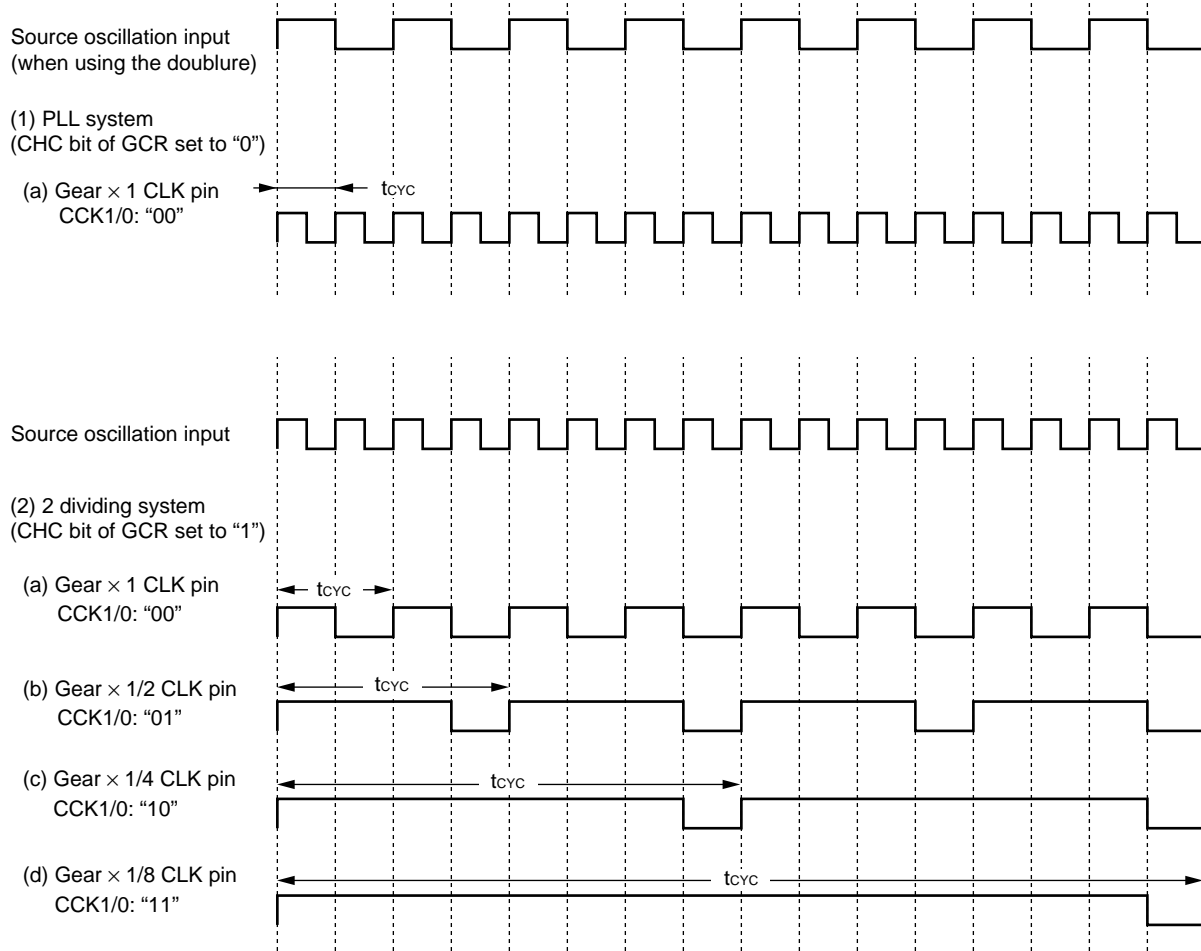 Source oscillation input
(when using the doublure)
(1) PLL system
(CHC bit of GCR set to “0”)
(a) Gear × 1 CLK pin
CCK1/0: “00”
tCYC
Source oscillation input
(2) 2 dividing system
(CHC bit of GCR set to “1”)
(a) Gear × 1 CLK pin
CCK1/0: “00”
tCYC
(b) Gear × 1/2 CLK pin
CCK1/0: “01”
tCYC
(c) Gear × 1/4 CLK pin
CCK1/0: “10”
tCYC
(d) Gear × 1/8 CLK pin
CCK1/0: “11”
tCYC